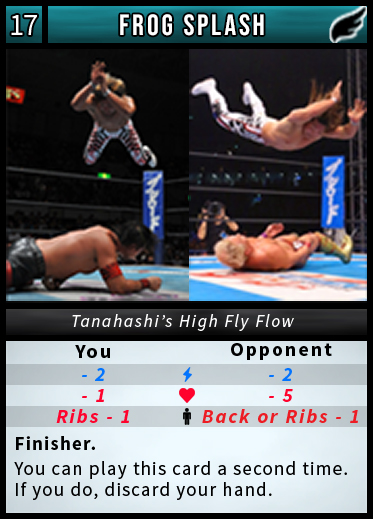 17 FROG SPLASH
Tanahashi's High Fly Flow
You Opponent
- 2 - 2
- 1 - 5
Ribs - 1 Back or Ribs - 1
Finisher.
You can play this card a second time.
If you do, discard your hand.